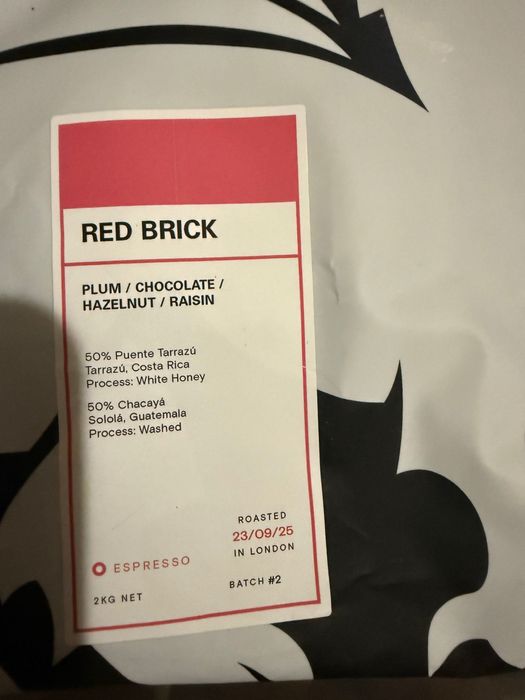 RED BRICK
PLUM / CHOCOLATE /
HAZELNUT / RAISIN
50% Puente Tarrazú
Tarrazú, Costa Rica
Process: White Honey
50% Chacayá
Sololá, Guatemala
Process: Washed
ROASTED
23/09/25
IN LONDON
ESPRESSO
BATCH #2
2KG NET